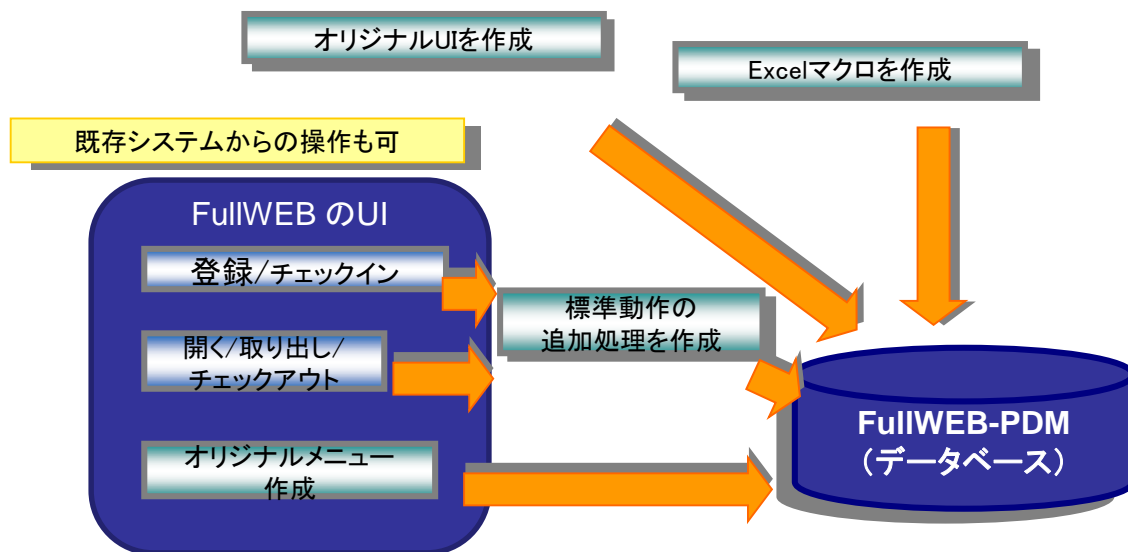 オリジナルUIを作成
Excelマクロを作成
既存システムからの操作も可
FullWEB のUI
登録/チェックイン
開く/取り出し/
チェックアウト
オリジナルメニュー
作成
標準動作の
追加処理を作成
FullWEB-PDM
（データベース）